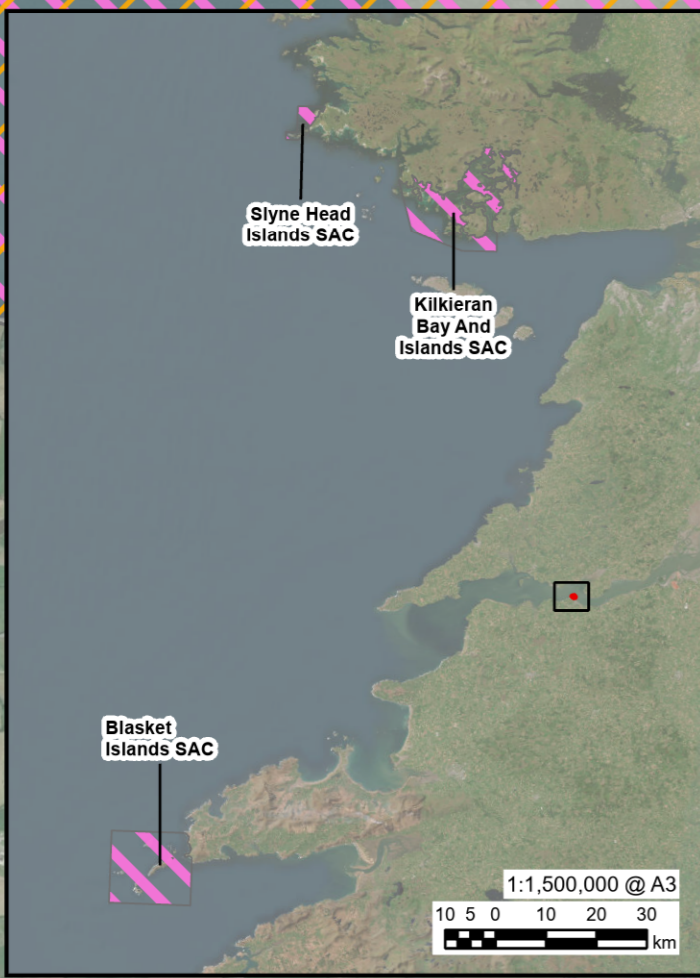 Slyne Head
Islands SAC
Kilkieran
Bay And
Islands SAC
Blasket
Islands SAC
1:1,500,000 @ A3
10 5 0 10 20 30
km